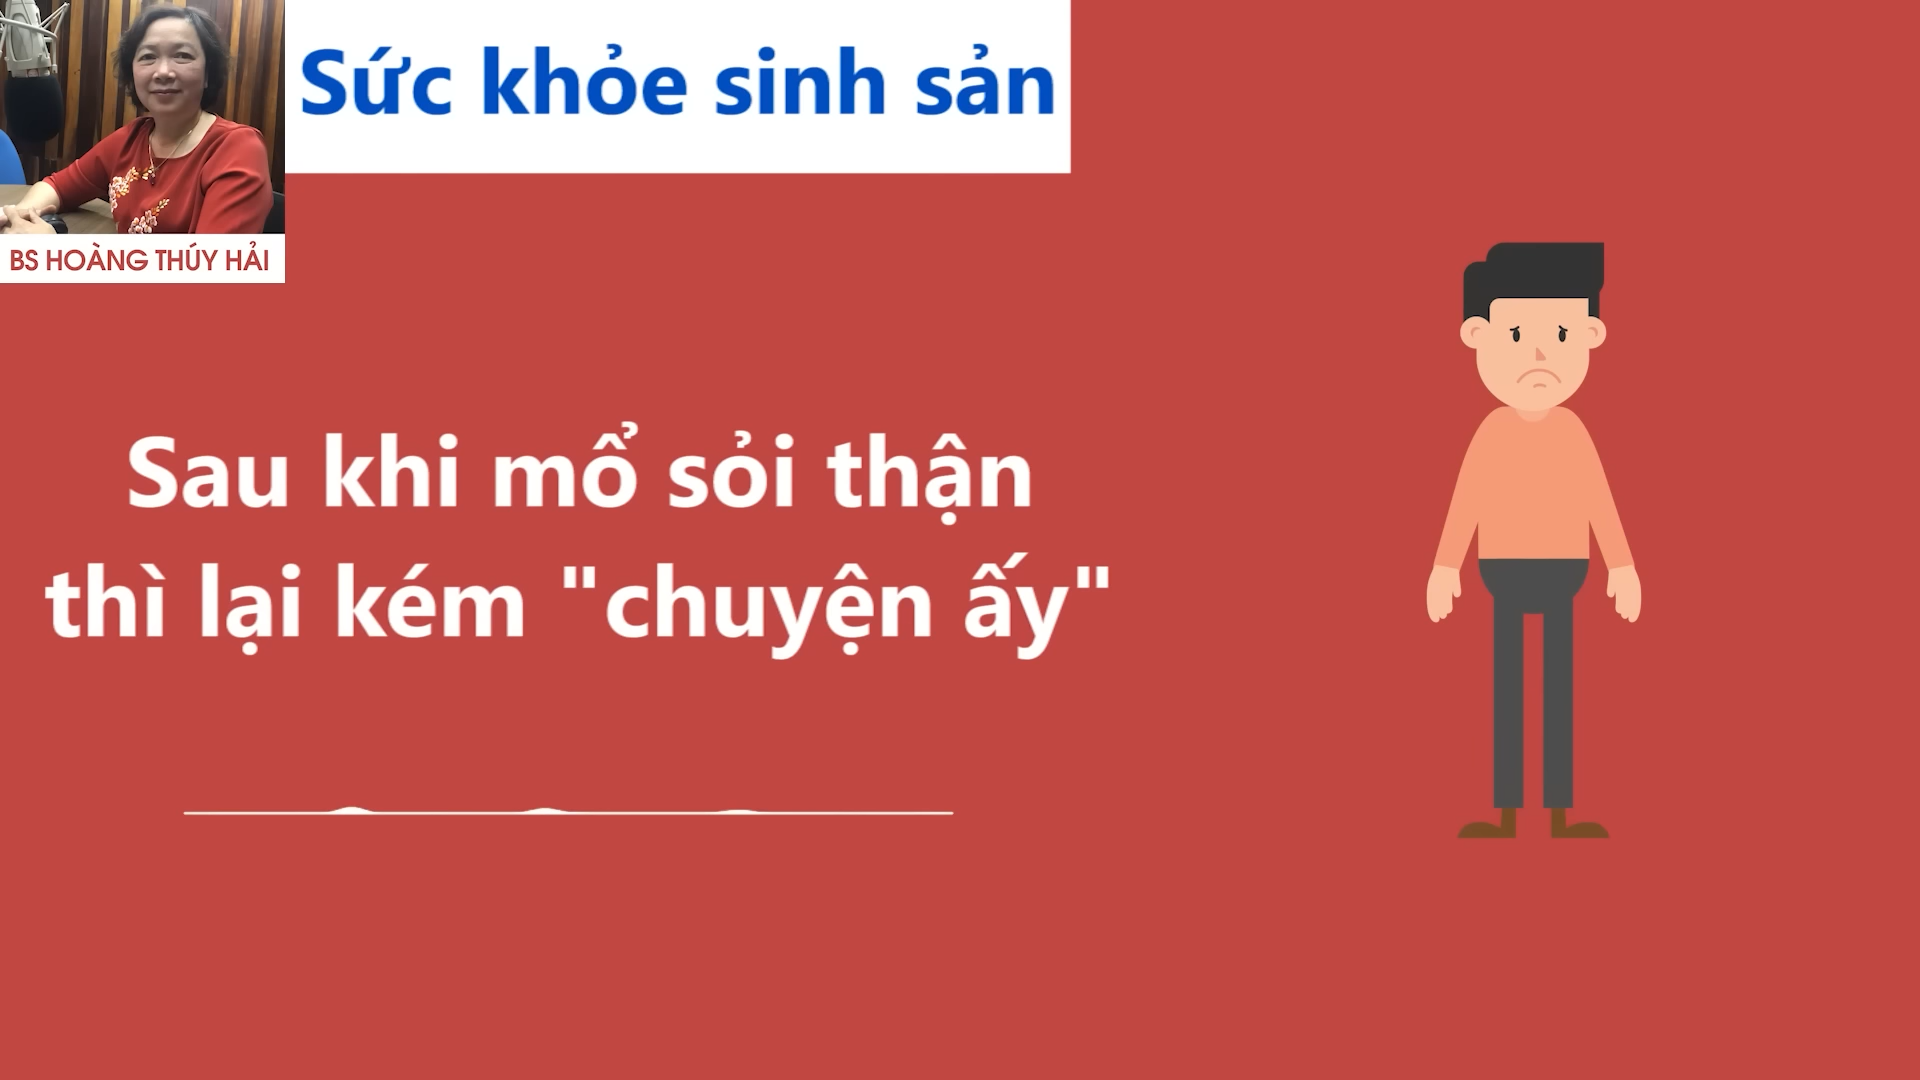 Sức khỏe sinh sản
BS HOÀNG THÚY HẢI
Sau khi mổ sỏi thận
thì lại kém "chuyện ấy"